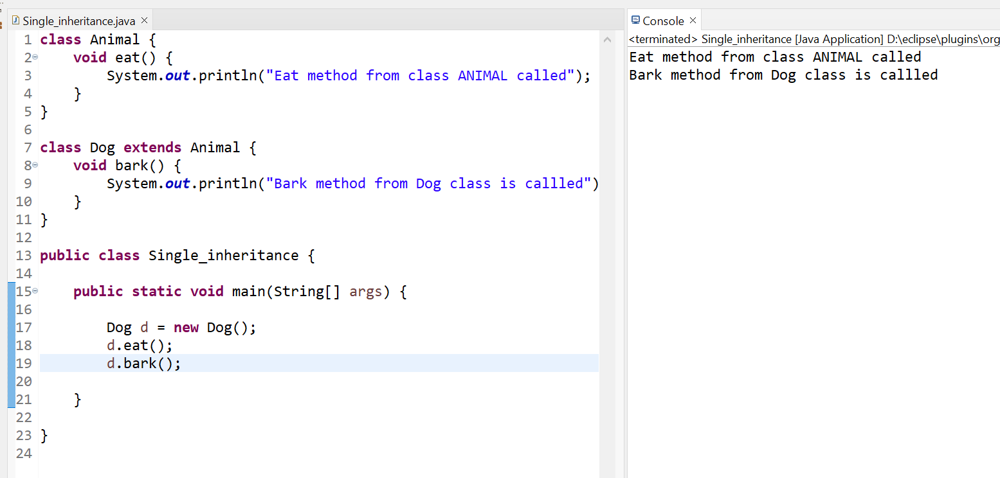 Single_inheritance.java
1 class Animal {
2     void eat() {
3         System.out.println("Eat method from class ANIMAL called");
4     }
5 }
6
7 class Dog extends Animal {
8     void bark() {
9         System.out.println("Bark method from Dog class is callled")
10     }
11 }
12
13 public class Single_inheritance {
14
15     public static void main(String[] args) {
16
17         Dog d = new Dog();
18         d.eat();
19         d.bark();
20
21     }
22
23 }
24
Console
<terminated> Single_inheritance [Java Application] D:\eclipse\plugins\org
Eat method from class ANIMAL called
Bark method from Dog class is callled